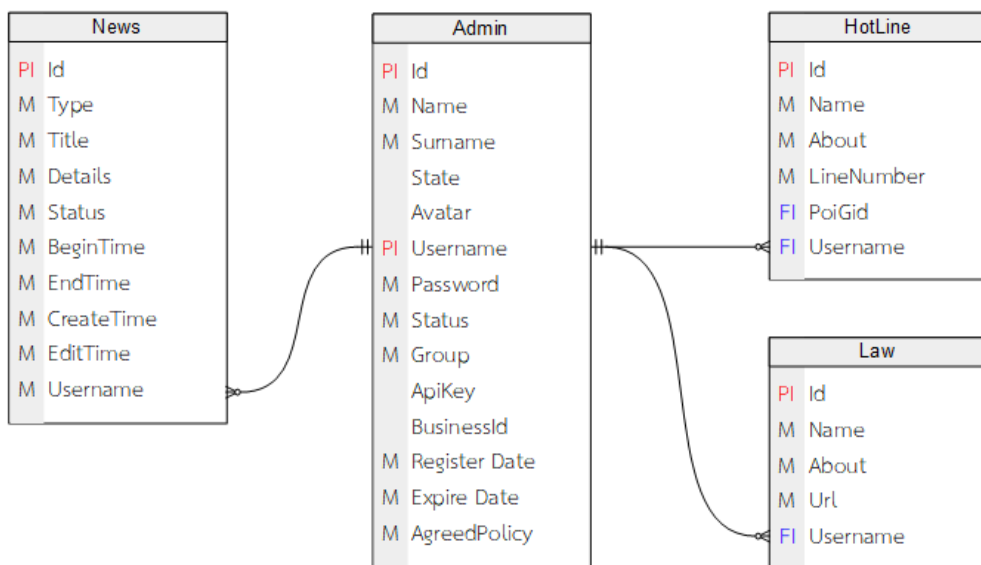 News
PI Id
M Type
M Title
M Details
M Status
M BeginTime
M EndTime
M CreateTime
M EditTime
M Username
Admin
PI Id
M Name
M Surname
State
Avatar
PI Username
M Password
M Status
M Group
ApiKey
BusinessId
M Register Date
M Expire Date
M AgreedPolicy
HotLine
PI Id
M Name
M About
M LineNumber
FI PoiGid
FI Username
Law
PI Id
M Name
M About
M Url
FI Username